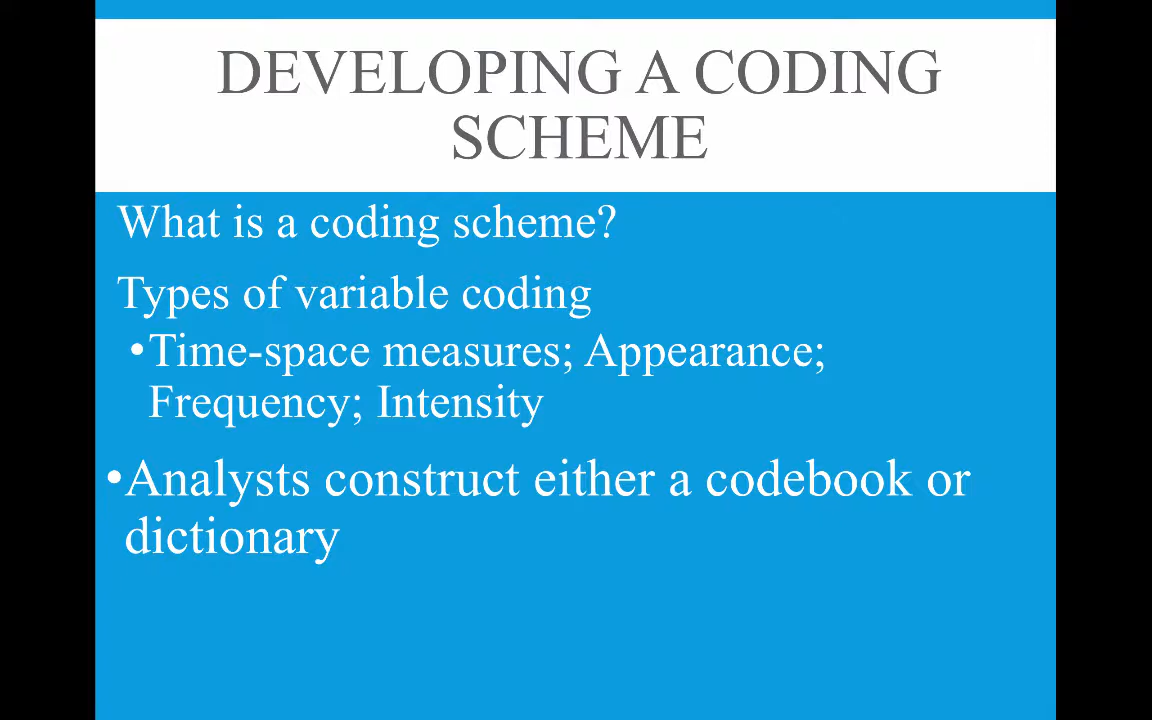 DEVELOPING A CODING
SCHEME
What is a coding scheme?
Types of variable coding
•Time-space measures; Appearance;
Frequency; Intensity
•Analysts construct either a codebook or
dictionary